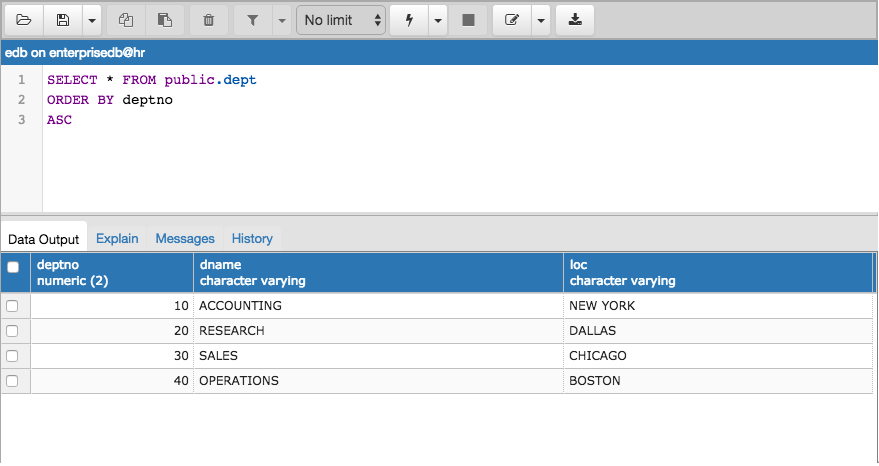 No limit
edb on enterprisedb@hr
1 SELECT * FROM public.dept
2 ORDER BY deptno
3 ASC
Data Output Explain Messages History
deptno dname loc
numeric (2) character varying character varying
10 ACCOUNTING NEW YORK
20 RESEARCH DALLAS
30 SALES CHICAGO
40 OPERATIONS BOSTON